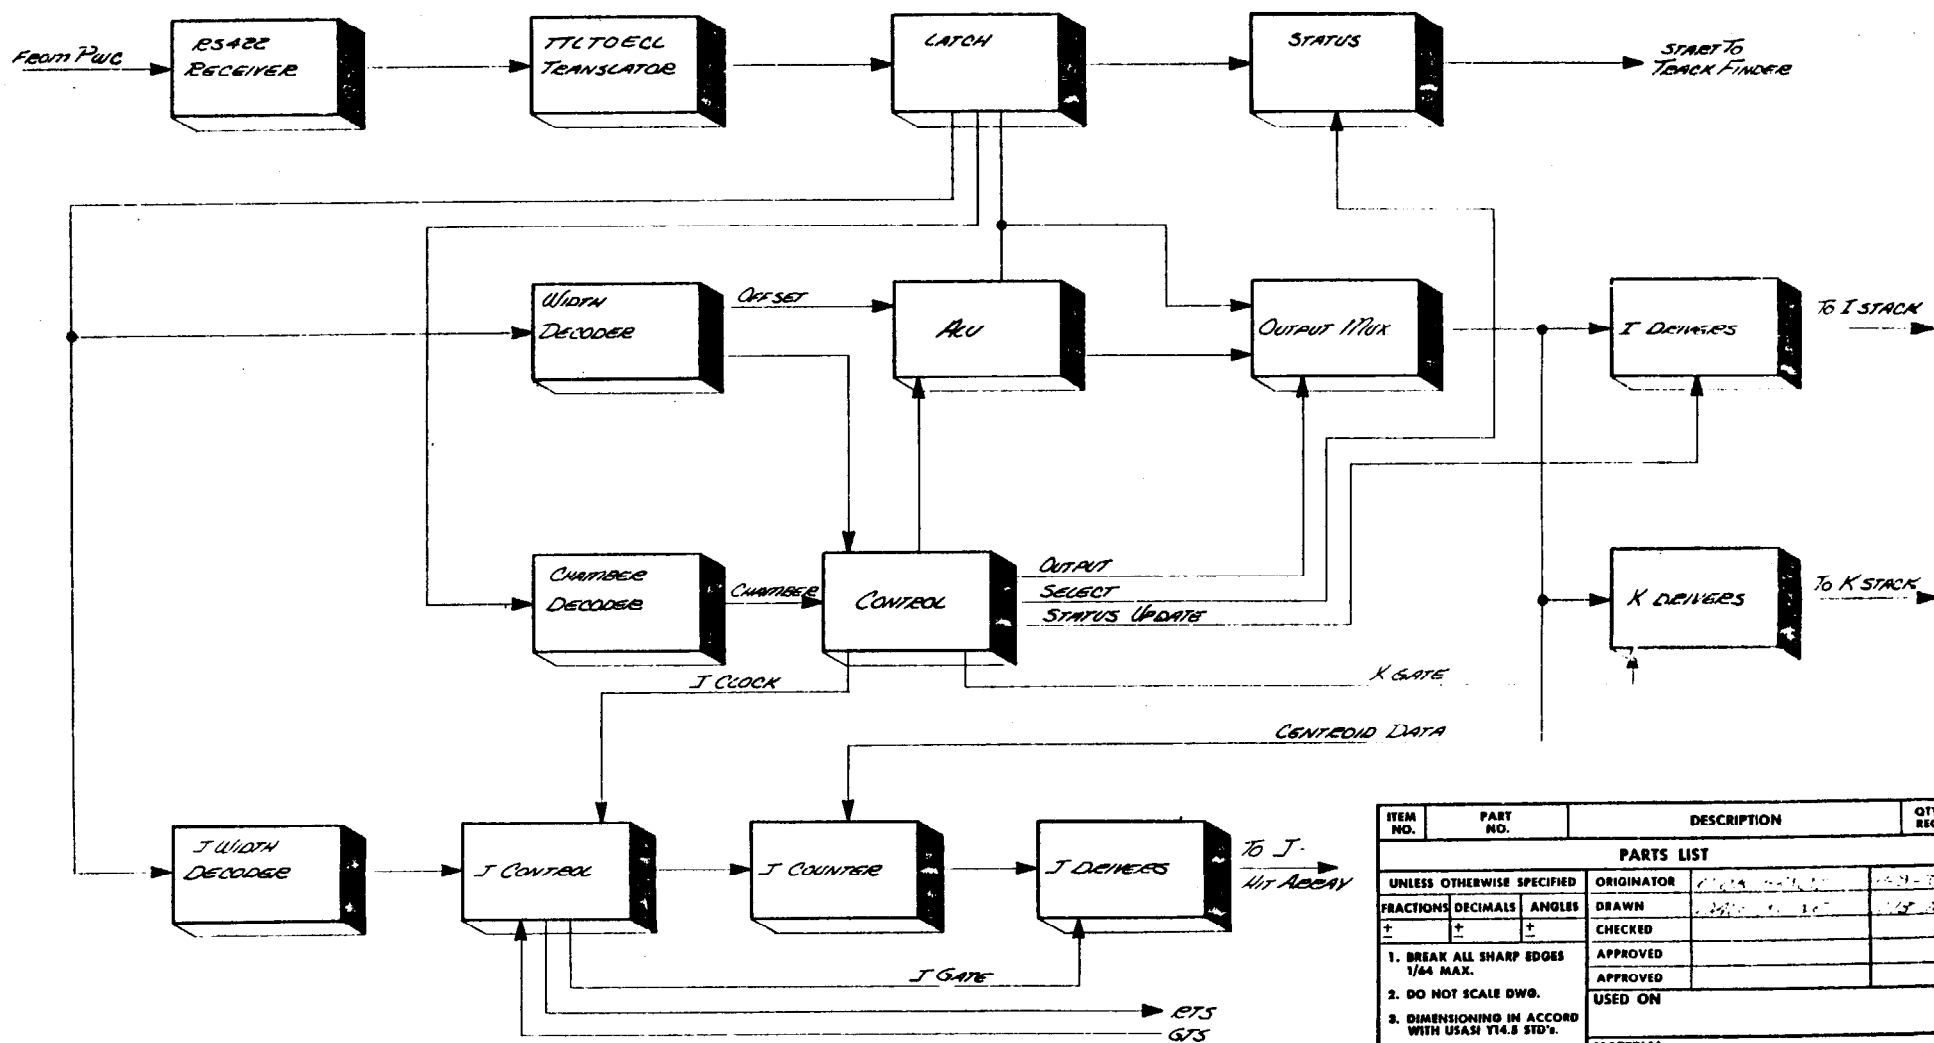 FROM PWC
RS422
RECEIVER
TTL TO ECL
TRANSLATOR
LATCH
STATUS
START TO
TRACK FINDER
WIDTH
DECODER
OFFSET
ALU
OUTPUT MUX
I DRIVERS
TO I STACK
CHAMBER
DECODER
CHAMBER
CONTROL
OUTPUT
SELECT
STATUS UPDATE
K DRIVERS
TO K STACK
J CLOCK
K GATE
CENTROID DATA
J WIDTH
DECODER
J CONTROL
J COUNTER
J DRIVERS
TO J-
HIT ARRAY
J GATE
RTS
GTS
ITEM NO.
PART NO.
DESCRIPTION
PARTS LIST
UNLESS OTHERWISE SPECIFIED
ORIGINATOR
FRACTIONS DECIMALS ANGLES
DRAWN
± ± ±
CHECKED
1. BREAK ALL SHARP EDGES
1/64 MAX.
APPROVED
APPROVED
2. DO NOT SCALE DWG.
USED ON
3. DIMENSIONING IN ACCORD
WITH USASI Y14.5 STD's.